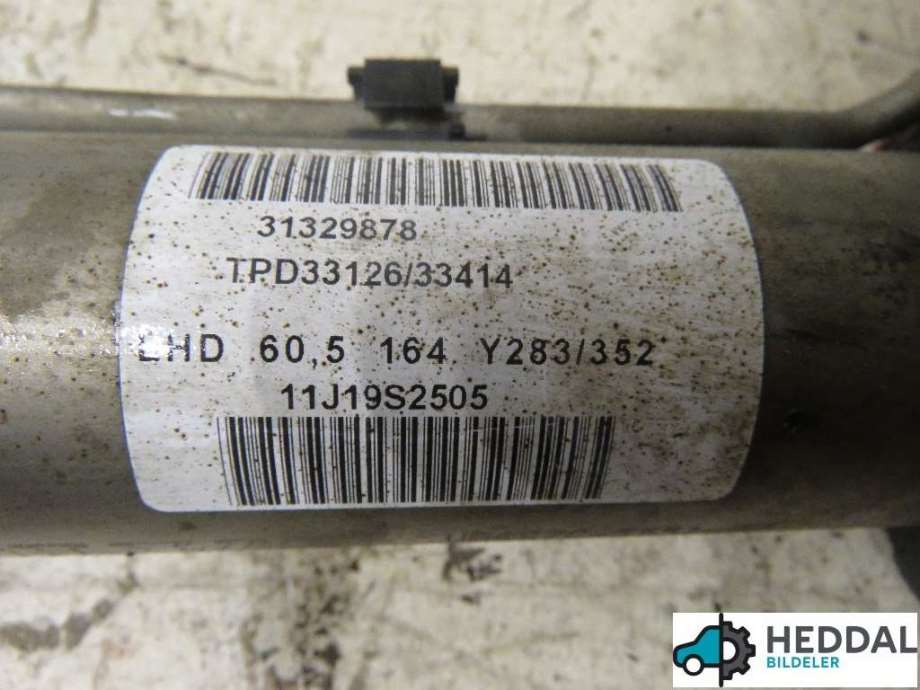 31329878
TPD33126/33414
LHD 60,5 164 Y283/352
11J19S2505
HEDDAL
BILDELER